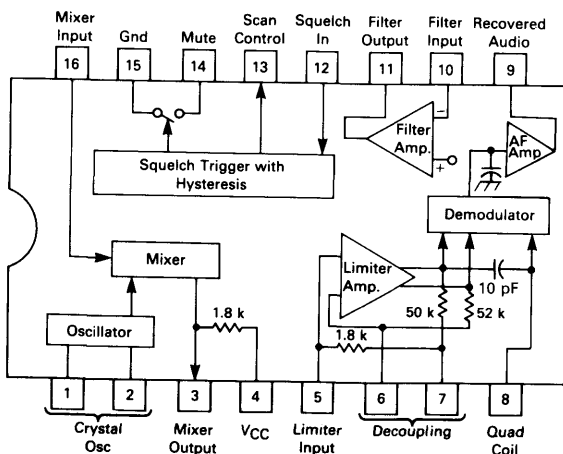 Mixer Input
Gnd
Mute
Scan Control
Squelch In
Filter Output
Filter Input
Recovered Audio
16
15
14
13
12
11
10
9
Filter Amp.
−
+
AF Amp
Squelch Trigger with Hysteresis
Demodulator
Mixer
Limiter Amp.
10 pF
1.8 k
50 k
52 k
Oscillator
1.8 k
1
2
3
4
5
6
7
8
Crystal Osc
Mixer Output
VCC
Limiter Input
Decoupling
Quad Coil